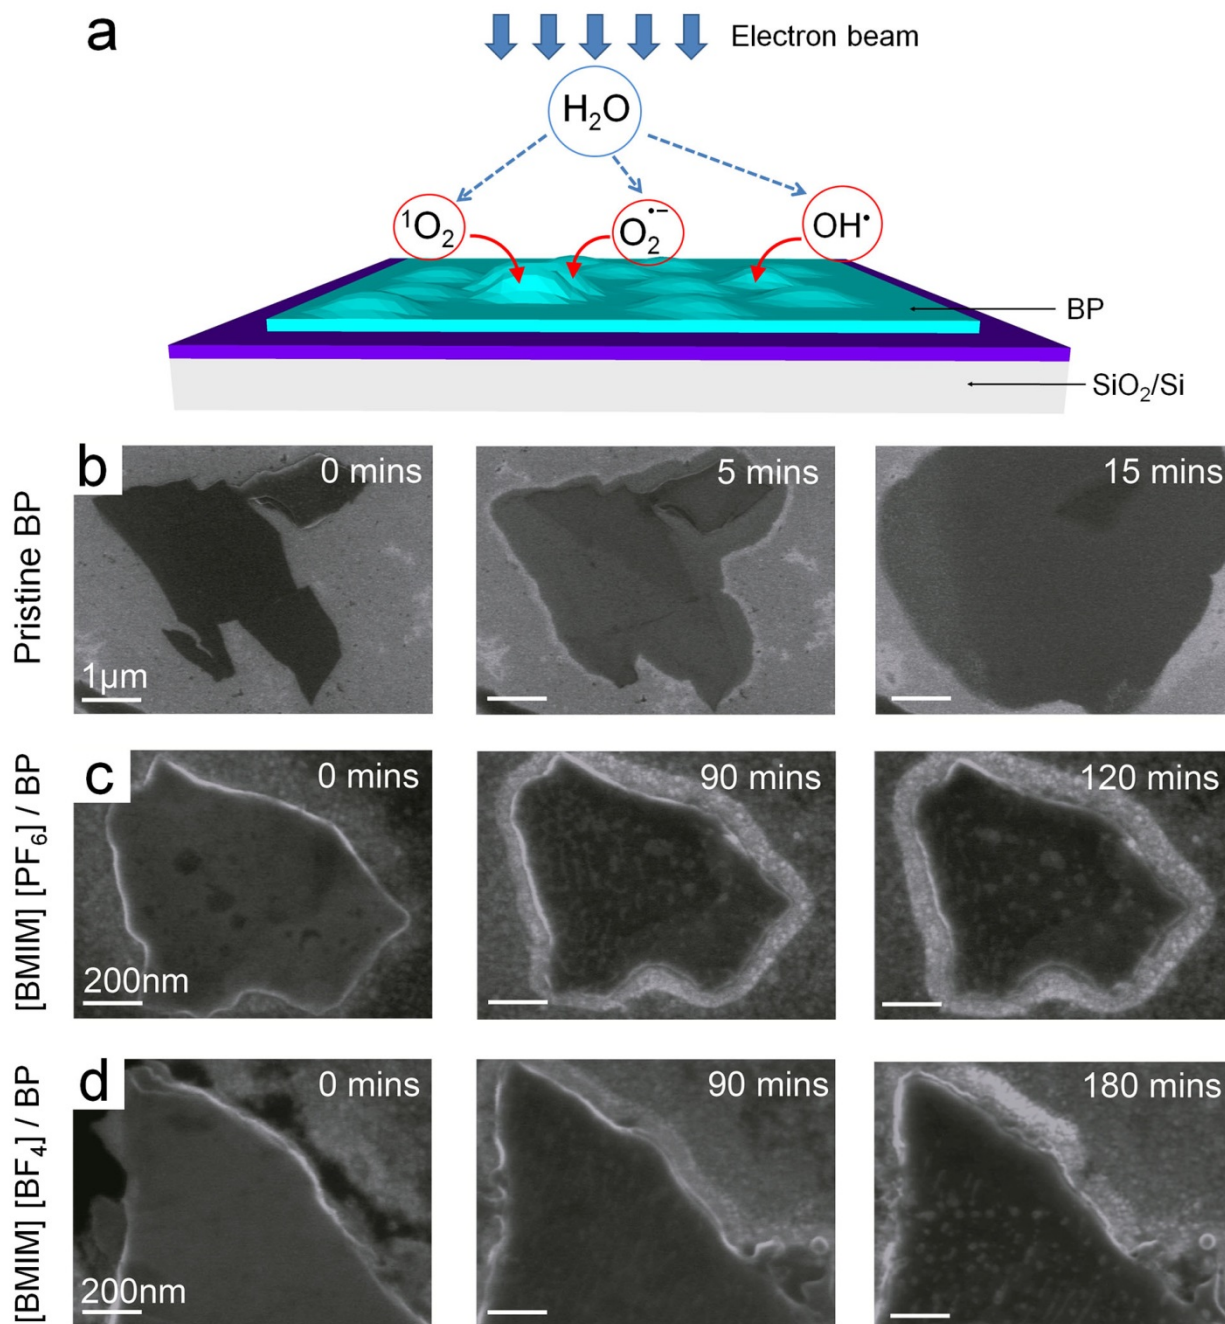 a
Electron beam
H₂O
¹O₂
O₂•−
OH•
BP
SiO₂/Si
b
Pristine BP
0 mins
5 mins
15 mins
1μm
c
[BMIM] [PF₆] / BP
0 mins
90 mins
120 mins
200nm
d
[BMIM] [BF₄] / BP
0 mins
90 mins
180 mins
200nm